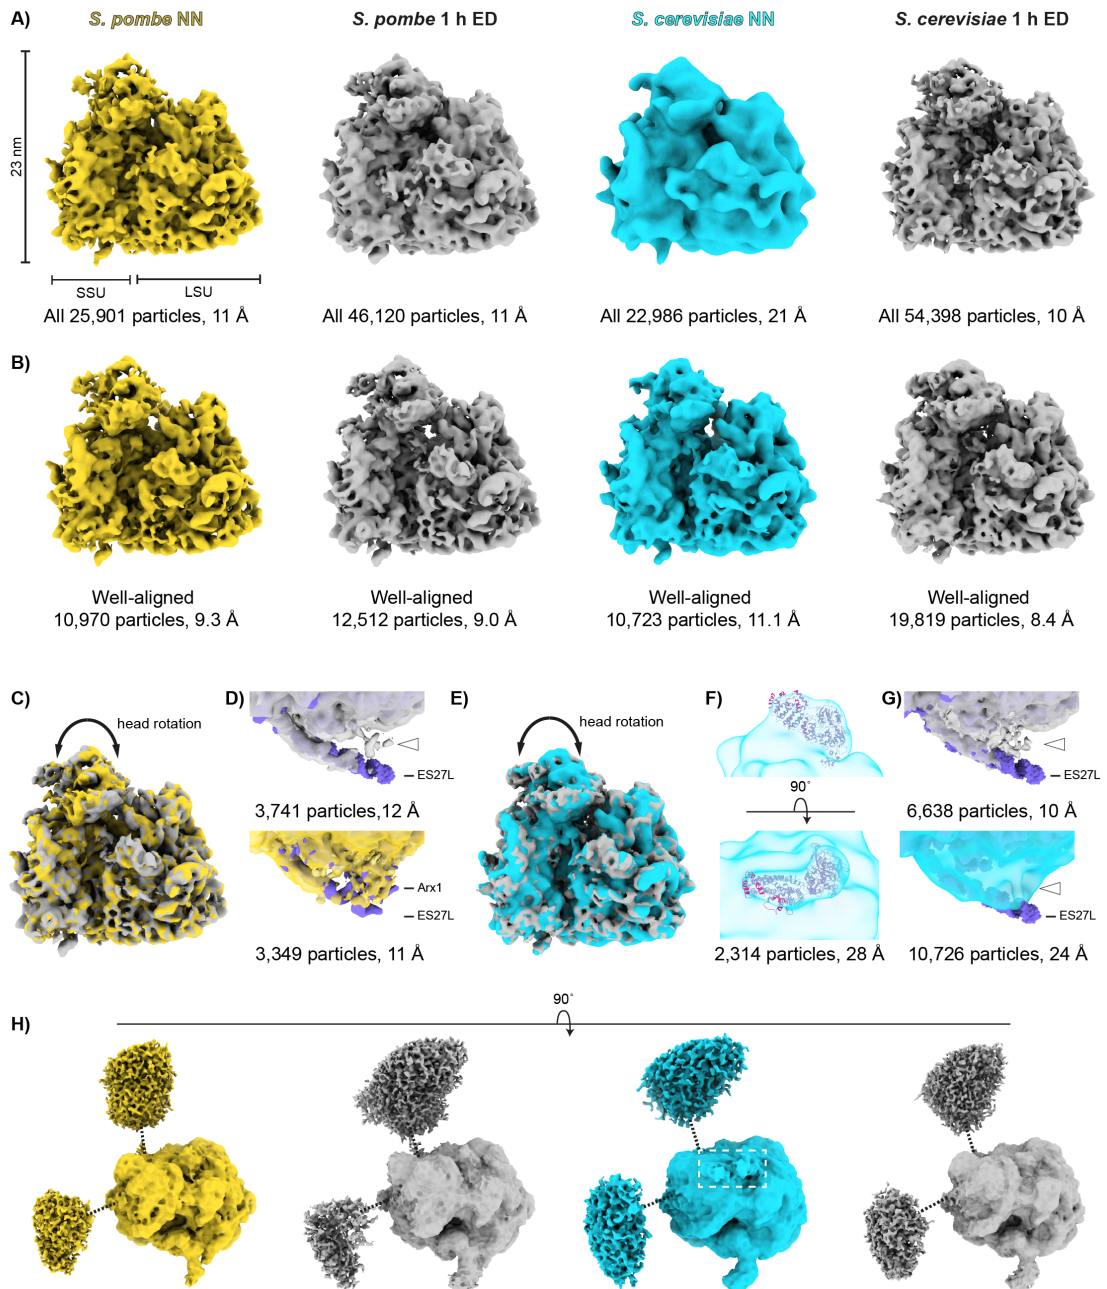 A)
S. pombe NN
S. pombe 1 h ED
S. cerevisiae NN
S. cerevisiae 1 h ED
23 nm
SSU
LSU
All 25,901 particles, 11 Å
All 46,120 particles, 11 Å
All 22,986 particles, 21 Å
All 54,398 particles, 10 Å
B)
Well-aligned
10,970 particles, 9.3 Å
Well-aligned
12,512 particles, 9.0 Å
Well-aligned
10,723 particles, 11.1 Å
Well-aligned
19,819 particles, 8.4 Å
C)
head rotation
D)
ES27L
3,741 particles,12 Å
Arx1
ES27L
3,349 particles, 11 Å
E)
head rotation
F)
90°
2,314 particles, 28 Å
G)
ES27L
6,638 particles, 10 Å
ES27L
10,726 particles, 24 Å
H)
90°